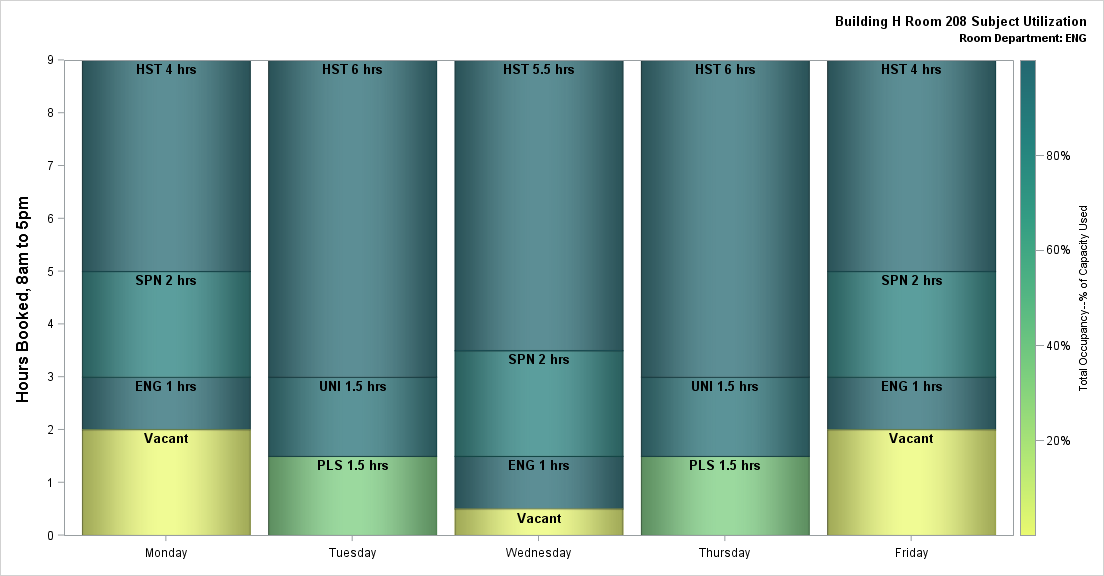 Building H Room 208 Subject Utilization
Room Department: ENG
Hours Booked, 8am to 5pm
9
8
7
6
5
4
3
2
1
0
HST 4 hrs
SPN 2 hrs
ENG 1 hrs
Vacant
Monday
HST 6 hrs
UNI 1.5 hrs
PLS 1.5 hrs
Tuesday
HST 5.5 hrs
SPN 2 hrs
ENG 1 hrs
Vacant
Wednesday
HST 6 hrs
UNI 1.5 hrs
PLS 1.5 hrs
Thursday
HST 4 hrs
SPN 2 hrs
ENG 1 hrs
Vacant
Friday
80%
60%
40%
20%
Total Occupancy--% of Capacity Used